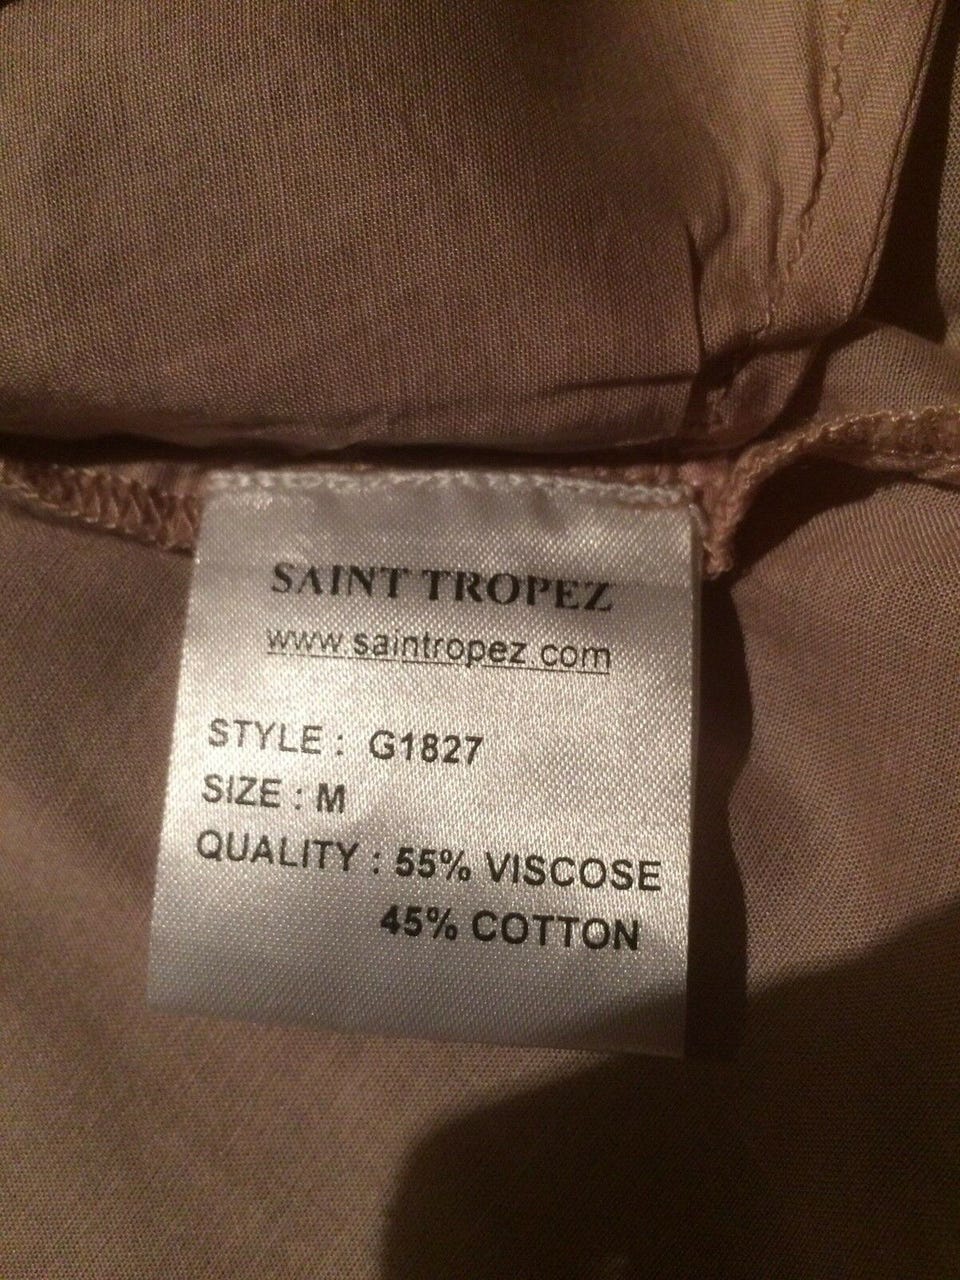 SAINT TROPEZ
www.saintropez.com
STYLE : G1827
SIZE : M
QUALITY : 55% VISCOSE
45% COTTON